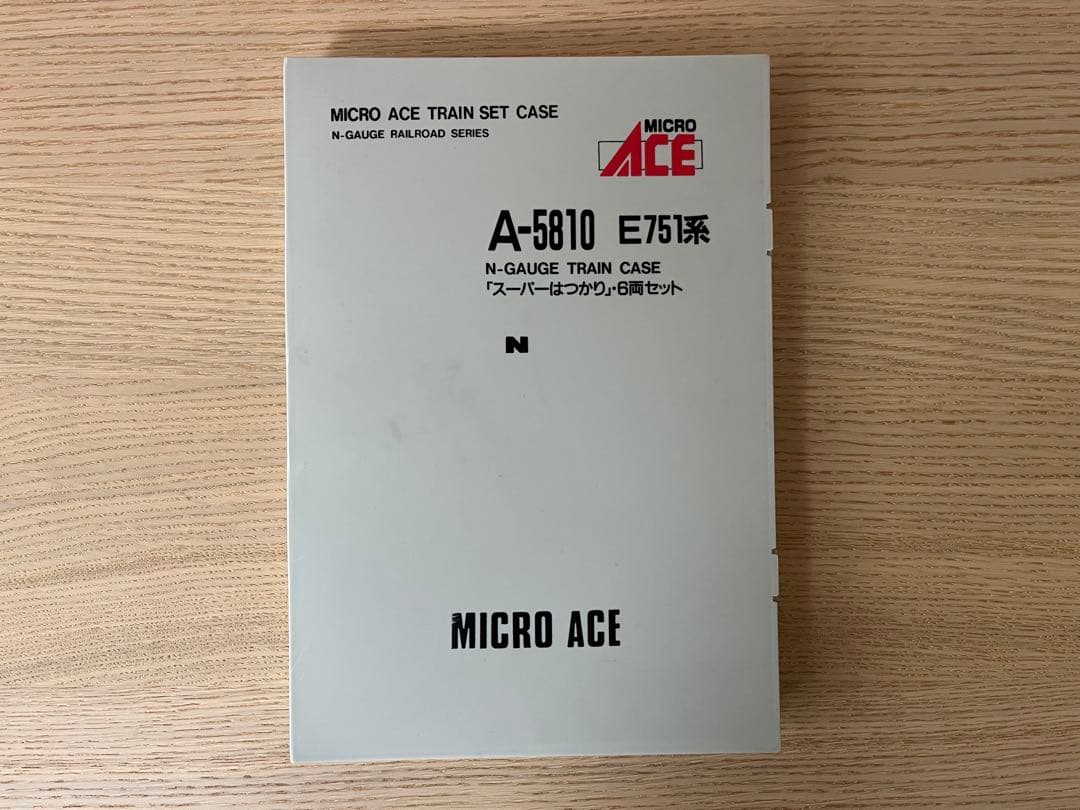 MICRO ACE TRAIN SET CASE
N-GAUGE RAILROAD SERIES
MICRO
ACE
A-5810 E751系
N-GAUGE TRAIN CASE
「スーパーはつかり」・6両セット
N
MICRO ACE